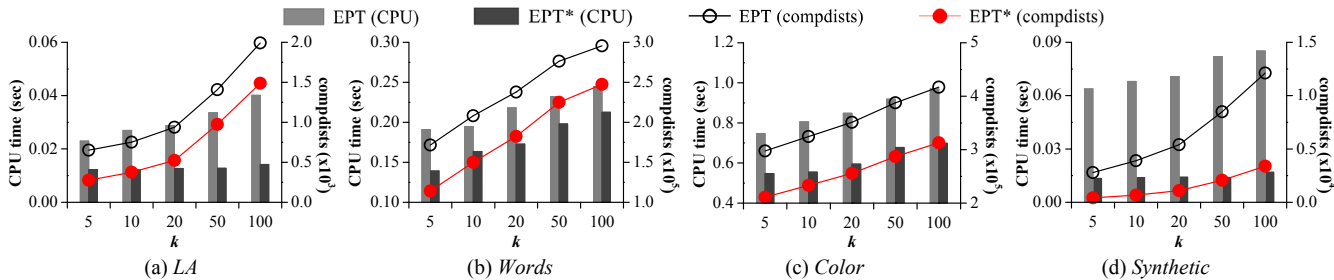 EPT (CPU) EPT* (CPU) EPT (compdists) EPT* (compdists)
CPU time (sec)
0.06
0.04
0.02
0.00
2.0
1.5
1.0
0.5
0.0
compdists (x10³)
5 10 20 50 100
k
(a) LA
CPU time (sec)
0.30
0.25
0.20
0.15
0.10
3.0
2.5
2.0
1.5
1.0
compdists (x10⁵)
5 10 20 50 100
k
(b) Words
CPU time (sec)
1.2
1.0
0.8
0.6
0.4
5
4
3
2
compdists (x10⁵)
5 10 20 50 100
k
(c) Color
CPU time (sec)
0.09
0.06
0.03
0.00
1.5
1.0
0.5
0.0
compdists (x10⁴)
5 10 20 50 100
k
(d) Synthetic